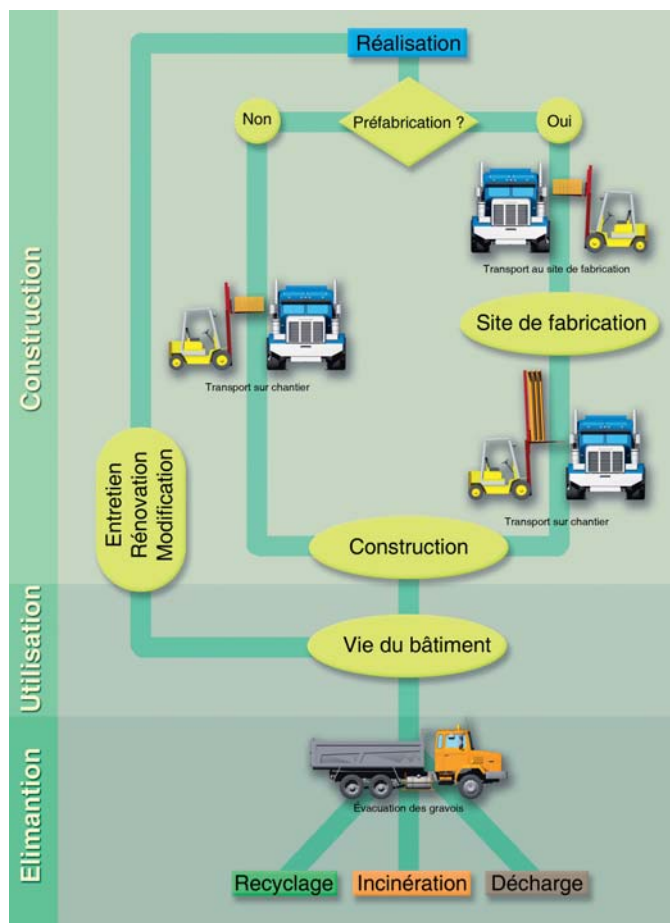 Réalisation
Non
Préfabrication ?
Oui
Transport au site de fabrication
Site de fabrication
Transport sur chantier
Transport sur chantier
Entretien
Rénovation
Modification
Construction
Vie du bâtiment
Évacuation des gravois
Recyclage
Incinération
Décharge
Construction
Utilisation
Elimantion